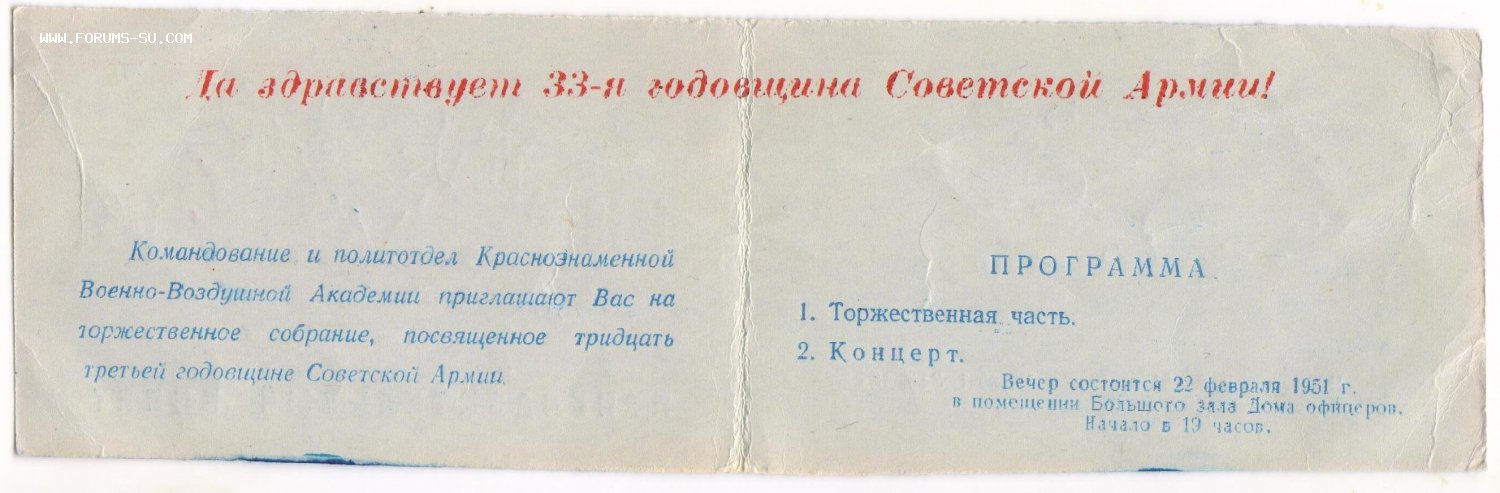 WWW.FORUMS-SU.COM
Да здравствует 33-я годовщина Советской Армии!
Командование и политотдел Краснознаменной
Военно-Воздушной Академии приглашают Вас на
торжественное собрание, посвященное тридцать
третьей годовщине Советской Армии.
ПРОГРАММА
1. Торжественная часть.
2. Концерт.
Вечер состоится 22 февраля 1951 г.
в помещении Большого зала Дома офицеров.
Начало в 19 часов.